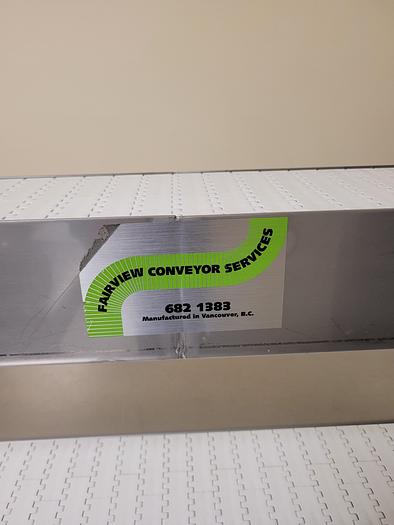 FAIRVIEW CONVEYOR SERVICES
682 1383
Manufactured in Vancouver, B.C.